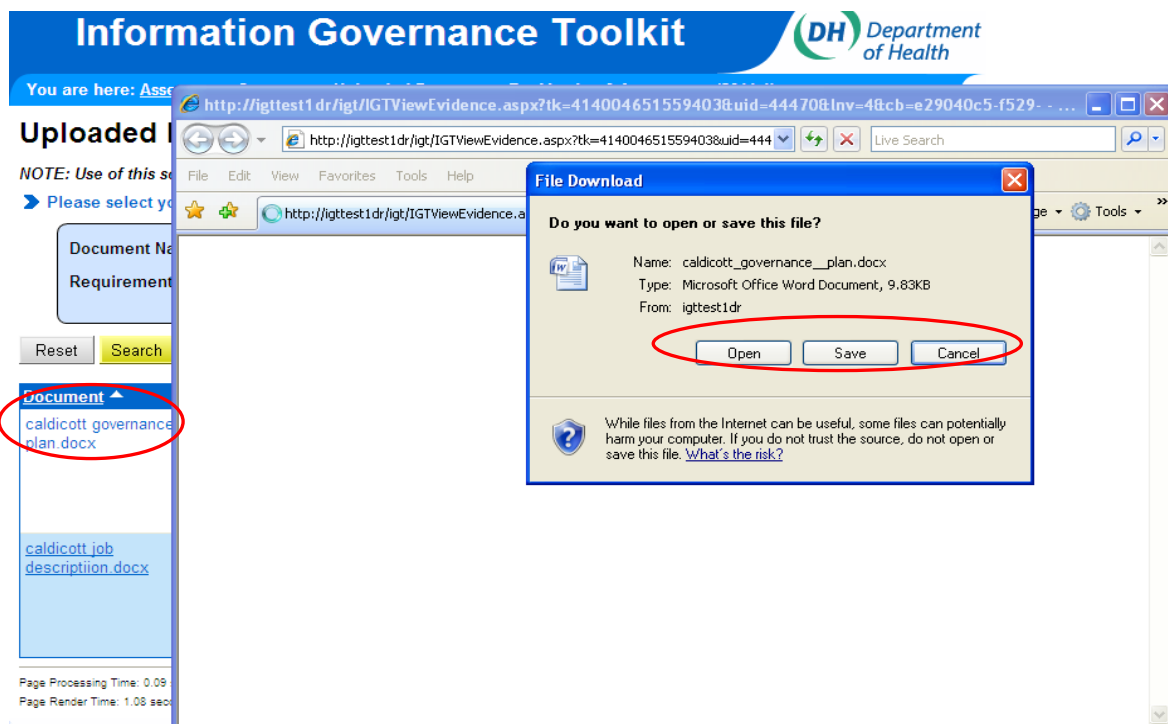 Information Governance Toolkit
DH Department
of Health
You are here: Asse
http://igttest1dr/igt/IGTViewEvidence.aspx?tk=414004651559403&uid=44470&lnv=4&cb=e29040c5-f529- - ...
Uploaded
http://igttest1dr/igt/IGTViewEvidence.aspx?tk=414004651559403&uid=444
Live Search
NOTE: Use of this se
File Edit View Favorites Tools Help
Please select yo
http://igttest1dr/igt/IGTViewEvidence.a
ge Tools »
File Download
Do you want to open or save this file?
Name: caldicott_governance__plan.docx
Type: Microsoft Office Word Document, 9.83KB
From: igttest1dr
Open Save Cancel
While files from the Internet can be useful, some files can potentially
harm your computer. If you do not trust the source, do not open or
save this file. What's the risk?
Document Na
Requirement
Reset Search
Document
caldicott governance
plan.docx
caldicott job
descriptiion.docx
Page Processing Time: 0.09
Page Render Time: 1.08 seco